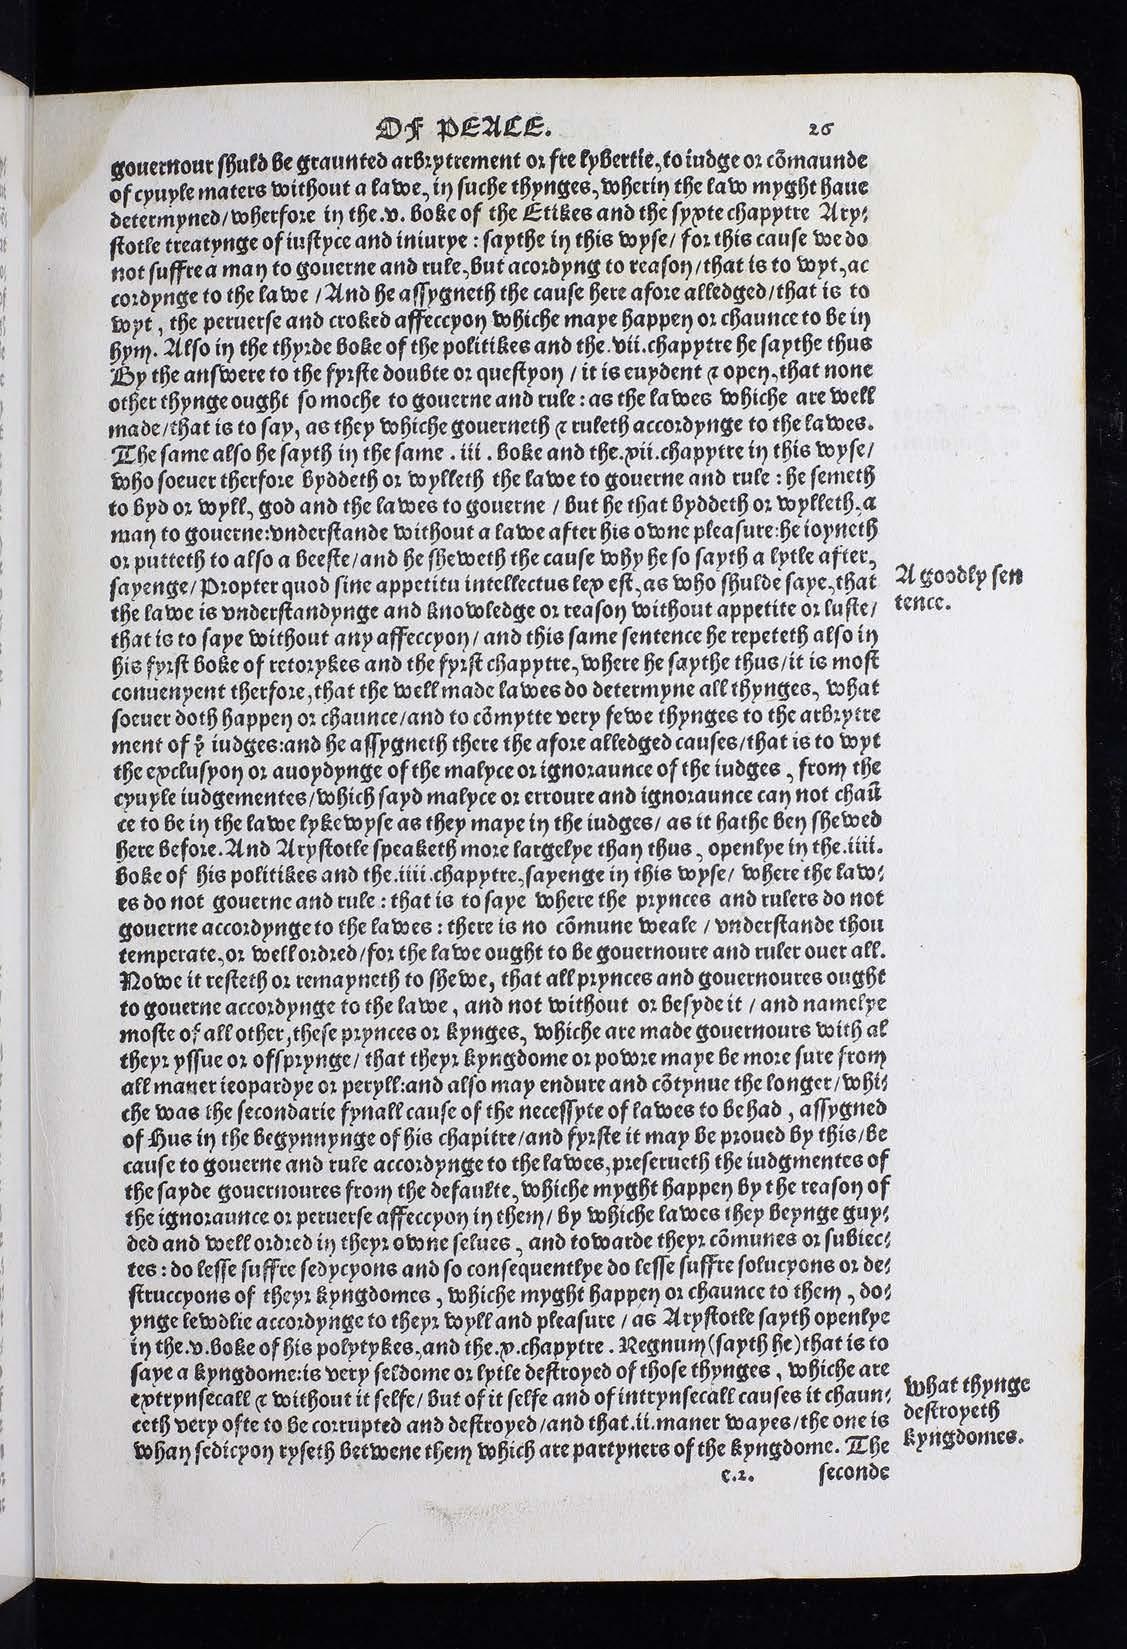 OF PEACE. 26
gouernour shuld be graunted arbrytrement or fre lybertie, to iudge or cōmaunde
of cyuyle maters without a lawe, in suche thynges, wherin the law myght haue
determyned/wherfore in the.v. boke of the Etikes and the syxte chapytre Ary⸗
stotle treatynge of iustyce and iniurye : saythe in this wyse/ for this cause we do
not suffre a man to gouerne and rule, but acordyng to reason/that is to wyt, ac
cordynge to the lawe /And he assygneth the cause here afore alledged/that is to
wyt, the peruerse and croked affeccyon whiche maye happen or chaunce to be in
hym. Also in the thyrde boke of the politikes and the.vii.chapytre he saythe thus
By the answere to the fyrste doubte or questyon / it is euydent ⁊ open, that none
other thynge ought so moche to gouerne and rule : as the lawes whiche are well
made/that is to say, as they whiche gouerneth ⁊ ruleth accordynge to the lawes.
The same also he sayth in the same . iii . boke and the.xii.chapytre in this wyse/
who soeuer therfore byddeth or wylleth the lawe to gouerne and rule : he semeth
to byd or wyll, god and the lawes to gouerne / but he that byddeth or wylleth, a
man to gouerne:vnderstande without a lawe after his owne pleasure:he ioyneth
or putteth to also a beeste/and he sheweth the cause why he so sayth a lytle after,
sayenge/Propter quod sine appetitu intellectus lex est, as who shulde saye, that
the lawe is vnderstandynge and knowledge or reason without appetite or luste/
that is to saye without any affeccyon/ and this same sentence he repeteth also in
his fyrst boke of retorykes and the fyrst chapytre, where he saythe thus/it is most
conuenyent therfore, that the well made lawes do determyne all thynges, what
soeuer doth happen or chaunce/and to cōmytte very fewe thynges to the arbrytre
ment of yͤ iudges:and he assygneth there the afore alledged causes/that is to wyt
the exclusyon or auoydynge of the malyce or ignoraunce of the iudges , from the
cyuyle iudgementes/which sayd malyce or erroure and ignoraunce can not chaū
ce to be in the lawe lykewyse as they maye in the iudges/ as it hathe ben shewed
here before. And Arystotle speaketh more largelye than thus, openlye in the.iiii.
boke of his politikes and the.iiii.chapytre, sayenge in this wyse/ where the law⸗
es do not gouerne and rule : that is to saye where the prynces and rulers do not
gouerne accordynge to the lawes : there is no cōmune weale / vnderstande thou
temperate, or well ordred/for the lawe ought to be gouernoure and ruler ouer all.
Nowe it resteth or remayneth to shewe, that all prynces and gouernoures ought
to gouerne accordynge to the lawe, and not without or besyde it / and namelye
moste of all other, these prynces or kynges, whiche are made gouernours with al
theyr yssue or ofsprynge/ that theyr kyngdome or powre maye be more sure from
all maner ieopardye or peryll:and also may endure and cōtynue the longer/whi⸗
che was the secondarie fynall cause of the necessyte of lawes to be had , assygned
of hus in the begynnynge of his chapitre/and fyrste it may be proued by this/be
cause to gouerne and rule accordynge to the lawes, preserueth the iudgmentes of
the sayde gouernoures from the defaulte, whiche myght happen by the reason of
the ignoraunce or peruerse affeccyon in them/ by whiche lawes they beynge guy⸗
ded and well ordred in theyr owne selues , and towarde theyr cōmunes or subiec⸗
tes : do lesse suffre sedycyons and so consequentlye do lesse suffre solucyons or de⸗
struccyons of theyr kyngdomes , whiche myght happen or chaunce to them , do⸗
ynge lewdlie accordynge to theyr wyll and pleasure / as Arystotle sayth openlye
in the.v.boke of his polytykes, and the.x.chapytre . Regnum(sayth he)that is to
saye a kyngdome:is very seldome or lytle destroyed of those thynges , whiche are
extrynsecall ⁊ without it selfe/ but of it selfe and of intrynsecall causes it chaun⸗
ceth very ofte to be corrupted and destroyed/and that.ii.maner wayes/the one is
whan sedicyon ryseth betwene them which are partyners of the kyngdome. The
e.2. seconde
A goodly sen
tence.
what thynge
destroyeth
kyngdomes.